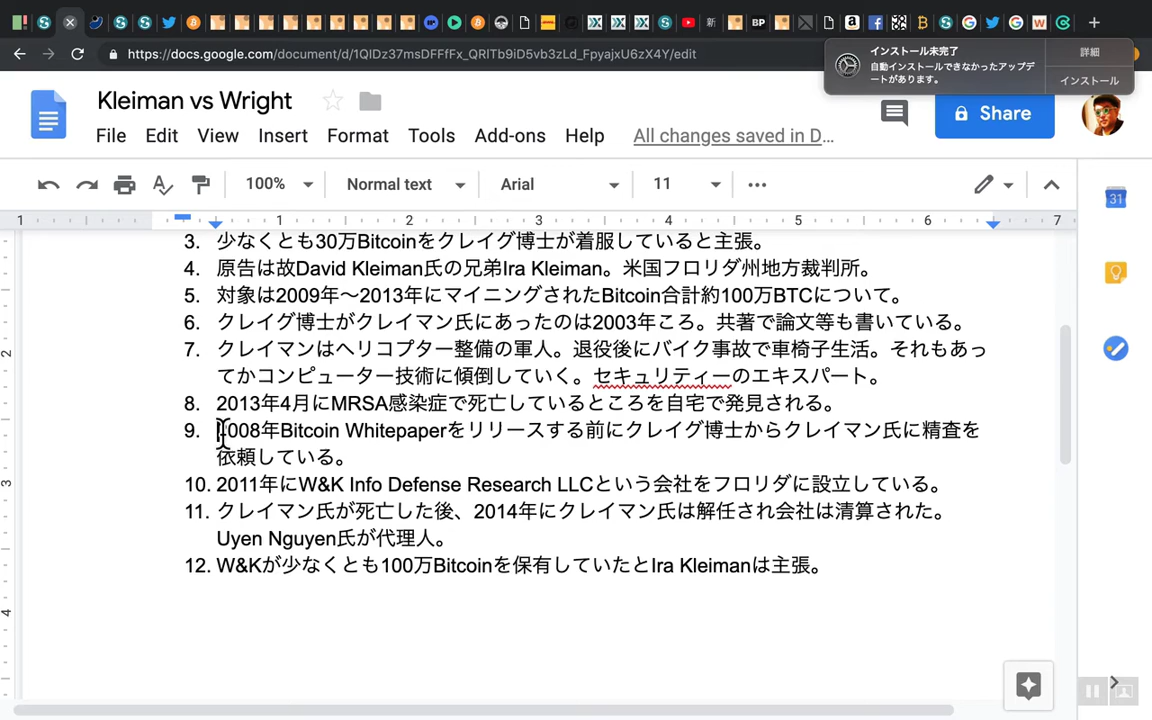 新
BP
a
W
https://docs.google.com/document/d/1QIDz37msDFFfFx_QRITb9iD5vb3zLd_FpyajxU6zX4Y/edit
インストール未完了
自動インストールできなかったアップデ
ートがあります。
詳細
インストール
Kleiman vs Wright
Share
File Edit View Insert Format Tools Add-ons Help All changes saved in D…
100% Normal text Arial 11
1 1 2 3 4 5 6 7
3. 少なくとも30万Bitcoinをクレイグ博士が着服していると主張。
4. 原告は故David Kleiman氏の兄弟Ira Kleiman。米国フロリダ州地方裁判所。
5. 対象は2009年〜2013年にマイニングされたBitcoin合計約100万BTCについて。
6. クレイグ博士がクレイマン氏にあったのは2003年ころ。共著で論文等も書いている。
7. クレイマンはヘリコプター整備の軍人。退役後にバイク事故で車椅子生活。それもあっ
てかコンピューター技術に傾倒していく。セキュリティーのエキスパート。
8. 2013年4月にMRSA感染症で死亡しているところを自宅で発見される。
9. 2008年Bitcoin Whitepaperをリリースする前にクレイグ博士からクレイマン氏に精査を
依頼している。
10. 2011年にW&K Info Defense Research LLCという会社をフロリダに設立している。
11. クレイマン氏が死亡した後、2014年にクレイマン氏は解任され会社は清算された。
Uyen Nguyen氏が代理人。
12. W&Kが少なくとも100万Bitcoinを保有していたとIra Kleimanは主張。
2
3
4
31